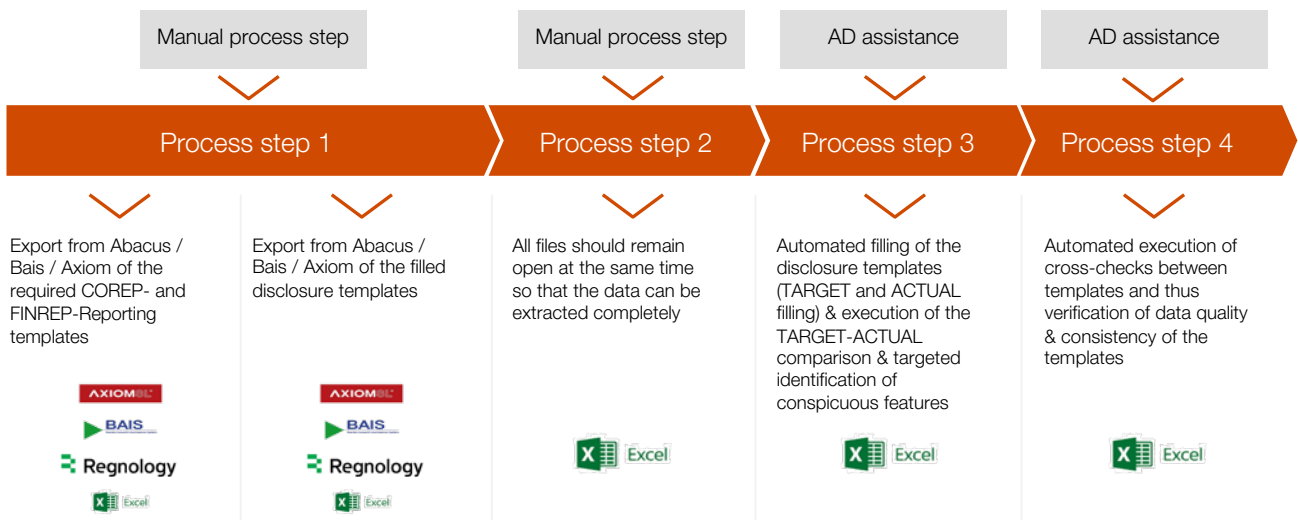 Manual process step
Manual process step
AD assistance
AD assistance
Process step 1
Process step 2
Process step 3
Process step 4
Export from Abacus /
Bais / Axiom of the
required COREP- and
FINREP-Reporting
templates
AXIOMSL
BAIS
Regnology
Excel
Export from Abacus /
Bais / Axiom of the filled
disclosure templates
AXIOMSL
BAIS
Regnology
Excel
All files should remain
open at the same time
so that the data can be
extracted completely
Excel
Automated filling of the
disclosure templates
(TARGET and ACTUAL
filling) & execution of the
TARGET-ACTUAL
comparison & targeted
identification of
conspicuous features
Excel
Automated execution of
cross-checks between
templates and thus
verification of data quality
& consistency of the
templates
Excel